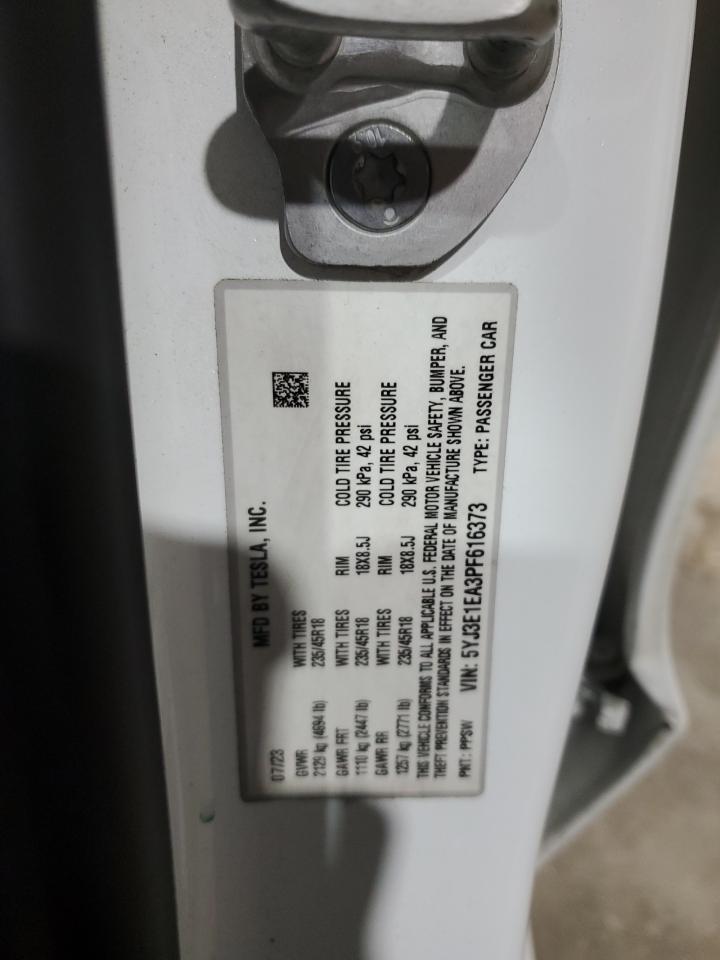 MFD BY TESLA, INC.
07/23
GVWR WITH TIRES RIM COLD TIRE PRESSURE
2129 kg (4694 lb) 235/45R18 18X8.5J 290 kPa, 42 psi
GAWR FRT WITH TIRES RIM COLD TIRE PRESSURE
1110 kg (2447 lb) 235/45R18 18X8.5J 290 kPa, 42 psi
GAWR RR
1257 kg (2771 lb) 235/45R18
THIS VEHICLE CONFORMS TO ALL APPLICABLE U.S. FEDERAL MOTOR VEHICLE SAFETY, BUMPER, AND
THEFT PREVENTION STANDARDS IN EFFECT ON THE DATE OF MANUFACTURE SHOWN ABOVE.
PNT: PPSW VIN: 5YJ3E1EA3PF616373 TYPE: PASSENGER CAR